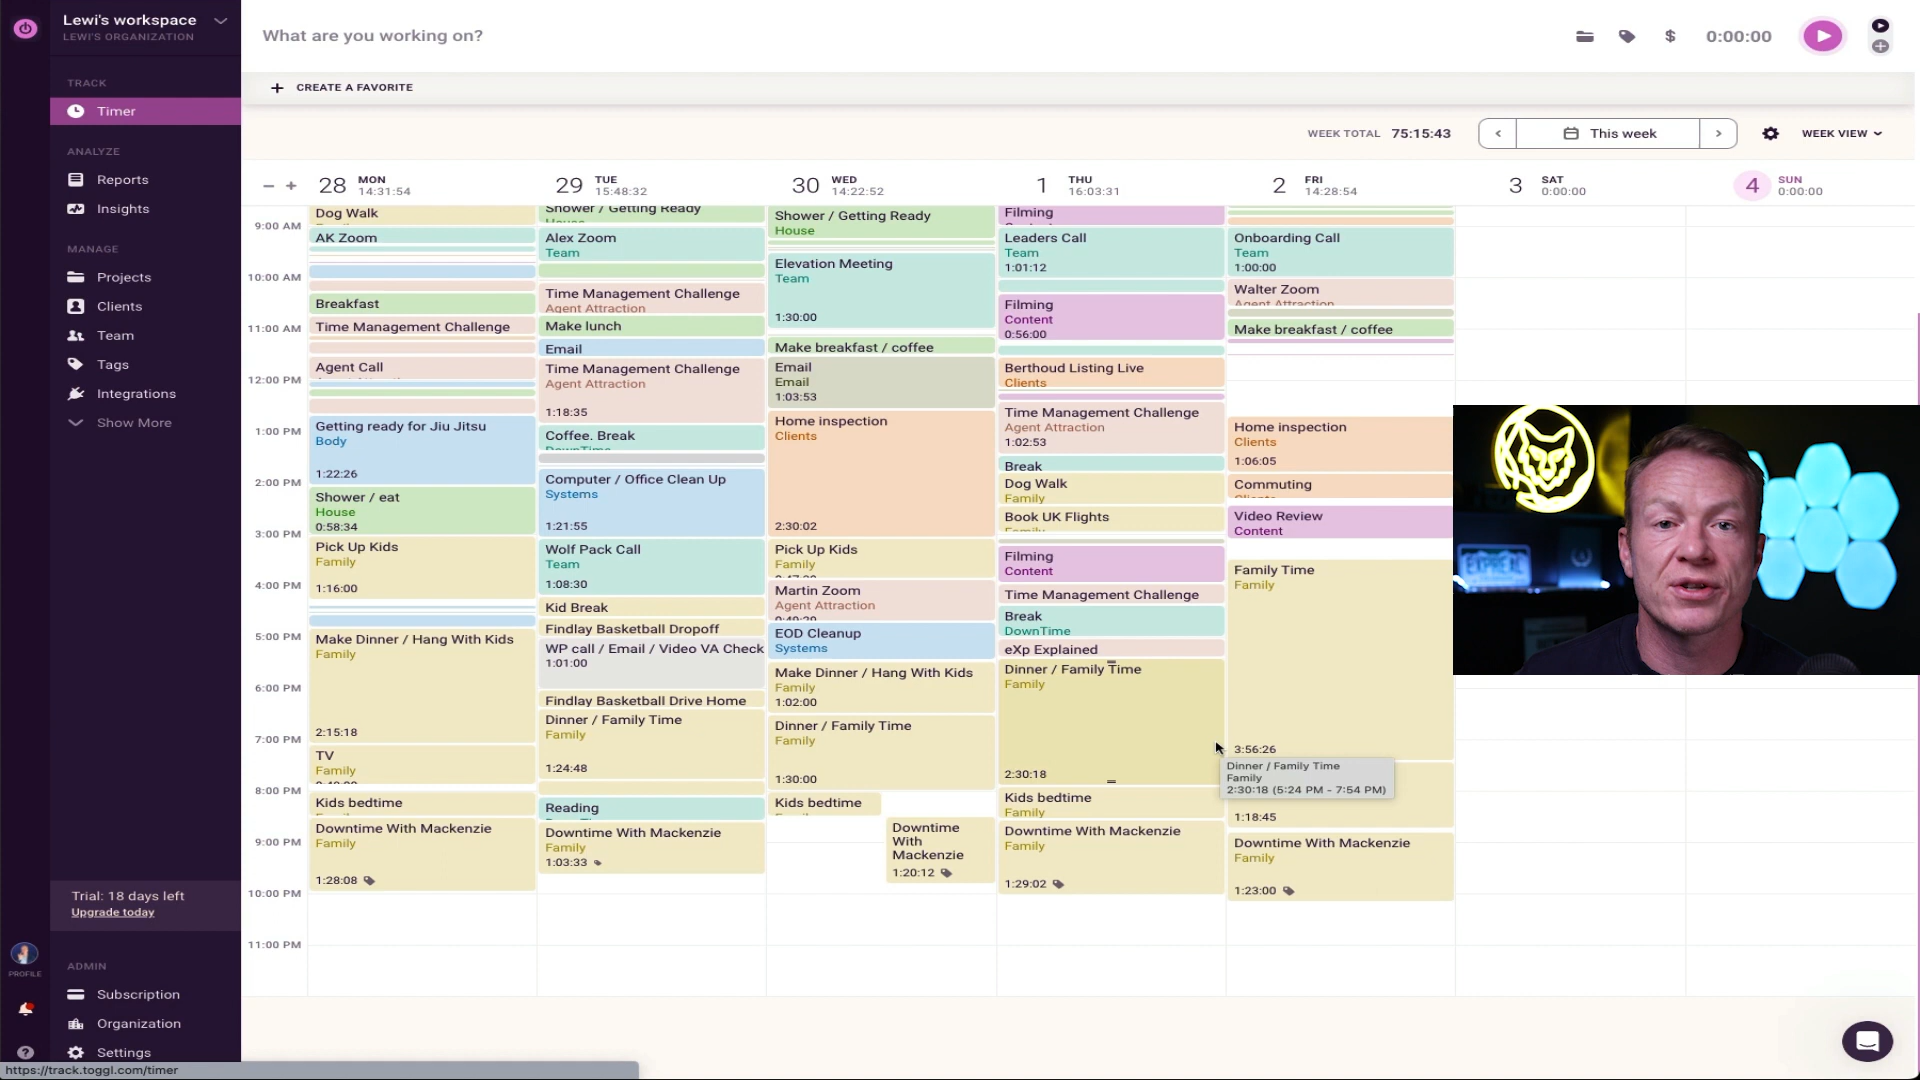 Lewi's workspace
LEWI'S ORGANIZATION
TRACK
Timer
ANALYZE
Reports
Insights
MANAGE
Projects
Clients
Team
Tags
Integrations
Show More
Trial: 18 days left
Upgrade today
PROFILE
ADMIN
Subscription
Organization
Settings
https://track.toggl.com/timer
What are you working on?
$
0:00:00
+ CREATE A FAVORITE
WEEK TOTAL 75:15:43
This week
WEEK VIEW
28 MON 14:31:54
29 TUE 15:48:32
30 WED 14:22:52
1 THU 16:03:31
2 FRI 14:28:54
3 SAT 0:00:00
4 SUN 0:00:00
9:00 AM
10:00 AM
11:00 AM
12:00 PM
1:00 PM
2:00 PM
3:00 PM
4:00 PM
5:00 PM
6:00 PM
7:00 PM
8:00 PM
9:00 PM
10:00 PM
11:00 PM
Dog Walk
AK Zoom
Breakfast
Time Management Challenge
Agent Call
Getting ready for Jiu Jitsu
Body
1:22:26
Shower / eat
House
0:58:34
Pick Up Kids
Family
1:16:00
Make Dinner / Hang With Kids
Family
2:15:18
TV
Family
Kids bedtime
Downtime With Mackenzie
Family
1:28:08
Shower / Getting Ready
House
Alex Zoom
Team
Time Management Challenge
Agent Attraction
Make lunch
Email
Time Management Challenge
Agent Attraction
1:18:35
Coffee. Break
DownTime
Computer / Office Clean Up
Systems
1:21:55
Wolf Pack Call
Team
1:08:30
Kid Break
Findlay Basketball Dropoff
WP call / Email / Video VA Check
1:01:00
Findlay Basketball Drive Home
Dinner / Family Time
Family
1:24:48
Reading
Downtime With Mackenzie
Family
1:03:33
Shower / Getting Ready
House
Elevation Meeting
Team
1:30:00
Make breakfast / coffee
Email
Email
1:03:53
Home inspection
Clients
2:30:02
Pick Up Kids
Family
Martin Zoom
Agent Attraction
EOD Cleanup
Systems
Make Dinner / Hang With Kids
Family
1:02:00
Dinner / Family Time
Family
1:30:00
Kids bedtime
Downtime
With
Mackenzie
1:20:12
Filming
Leaders Call
Team
1:01:12
Filming
Content
0:56:00
Berthoud Listing Live
Clients
Time Management Challenge
Agent Attraction
1:02:53
Break
Dog Walk
Family
Book UK Flights
Family
Filming
Content
Time Management Challenge
Break
DownTime
eXp Explained
Dinner / Family Time
Family
2:30:18
Kids bedtime
Family
Downtime With Mackenzie
Family
1:29:02
Onboarding Call
Team
1:00:00
Walter Zoom
Agent Attraction
Make breakfast / coffee
Home inspection
Clients
1:06:05
Commuting
Clients
Video Review
Content
Family Time
Family
3:56:26
Dinner / Family Time
Family
2:30:18 (5:24 PM - 7:54 PM)
1:18:45
Downtime With Mackenzie
Family
1:23:00